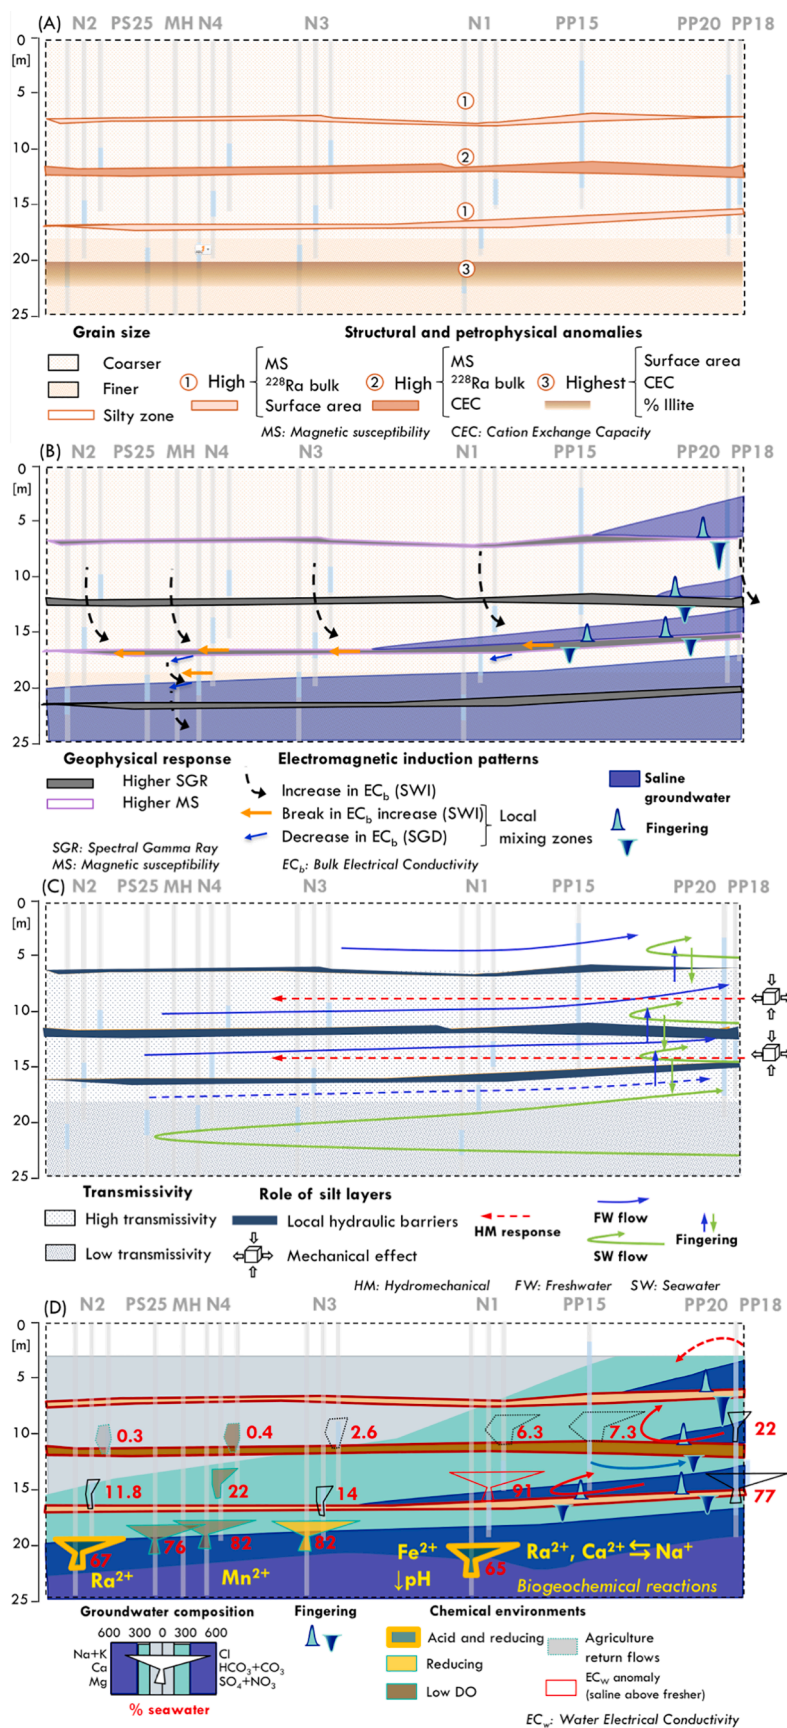 (A) N2 PS25 MH N4 N3 N1 PP15 PP20 PP18
0
[m]
5
10
15
20
25
1
2
1
3
Grain size
Structural and petrophysical anomalies
Coarser
Finer
Silty zone
1 High
MS
²²⁸Ra bulk
Surface area
2 High
MS
²²⁸Ra bulk
CEC
3 Highest
Surface area
CEC
% Illite
MS: Magnetic susceptibility CEC: Cation Exchange Capacity
(B) N2 PS25 MH N4 N3 N1 PP15 PP20 PP18
0
[m]
5
10
15
20
25
Geophysical response
Higher SGR
Higher MS
SGR: Spectral Gamma Ray
MS: Magnetic susceptibility
Electromagnetic induction patterns
Increase in ECb (SWI)
Break in ECb increase (SWI)
Decrease in ECb (SGD)
Local
mixing zones
ECb: Bulk Electrical Conductivity
Saline
groundwater
Fingering
(C) N2 PS25 MH N4 N3 N1 PP15 PP20 PP18
0
[m]
5
10
15
20
25
Transmissivity
High transmissivity
Low transmissivity
Role of silt layers
Local hydraulic barriers
Mechanical effect
HM response
FW flow
SW flow
Fingering
HM: Hydromechanical FW: Freshwater SW: Seawater
(D) N2 PS25 MH N4 N3 N1 PP15 PP20 PP18
0
[m]
5
10
15
20
25
0.3 0.4 2.6 6.3 7.3 22
11.8 22 14 91 77
67 76 82 82 65
Ra²⁺ Mn²⁺
Fe²⁺
↓pH
Ra²⁺, Ca²⁺ ⇆ Na⁺
Biogeochemical reactions
Groundwater composition
600 300 0 300 600
Na+K Cl
Ca HCO3+CO3
Mg SO4+NO3
% seawater
Fingering
Chemical environments
Acid and reducing
Reducing
Low DO
Agriculture
return flows
ECW anomaly
(saline above fresher)
ECw: Water Electrical Conductivity